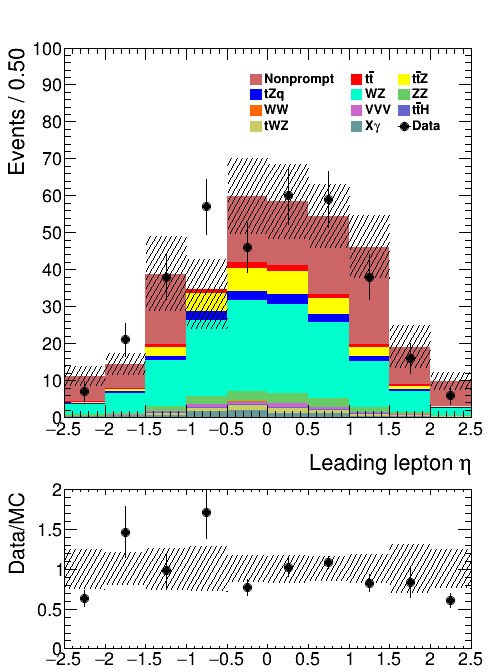 Events / 0.50
100
90
80
70
60
50
40
30
20
10
0
Nonprompt tt̄ tt̄Z
tZq WZ ZZ
WW VVV tt̄H
tWZ Xγ Data
−2.5 −2 −1.5 −1 −0.5 0 0.5 1 1.5 2 2.5
Leading lepton η
Data/MC
2
1.5
1
0.5
0
−2.5 −2 −1.5 −1 −0.5 0 0.5 1 1.5 2 2.5